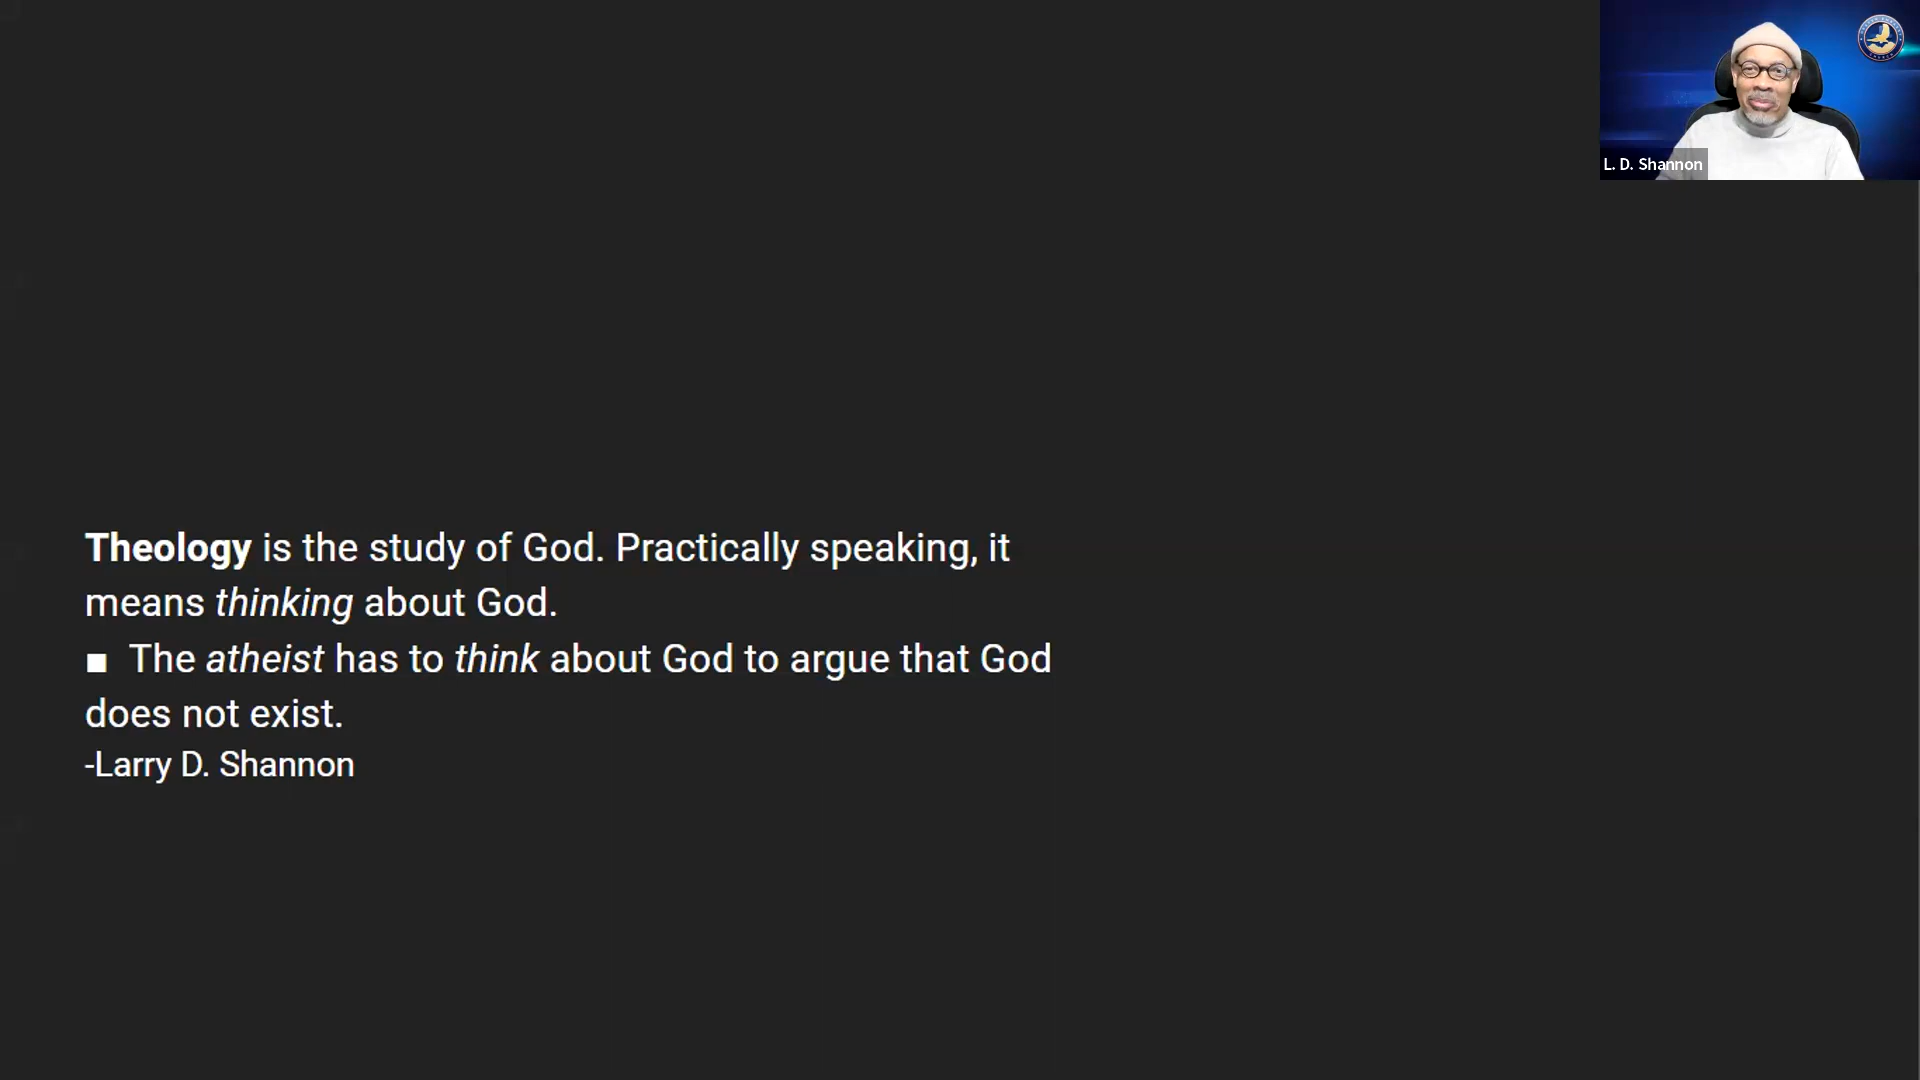 L. D. Shannon
Theology is the study of God. Practically speaking, it
means thinking about God.
▪ The atheist has to think about God to argue that God
does not exist.
-Larry D. Shannon